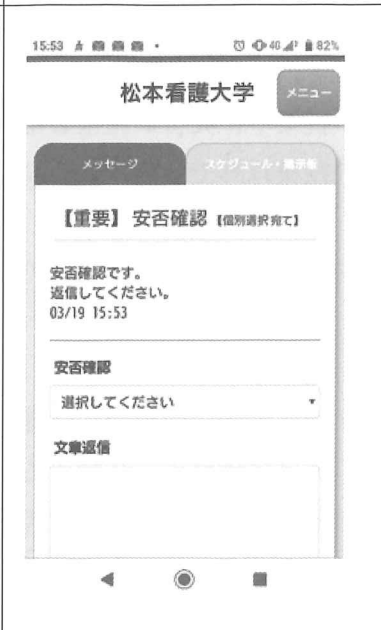 15:53 82%
松本看護大学
メニュー
メッセージ
スケジュール・掲示板
【重要】 安否確認 【個別選択宛て】
安否確認です。
返信してください。
03/19 15:53
安否確認
選択してください
文章返信